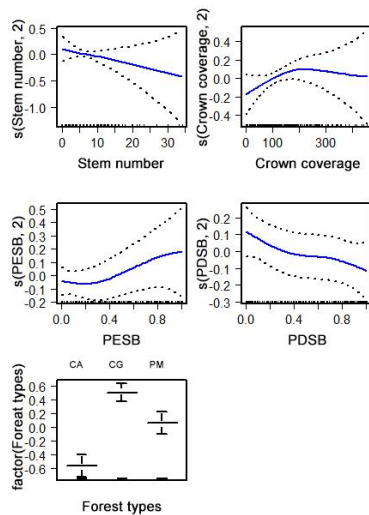 s(Stem number, 2)
0.5
0.0
-0.5
-1.0
0 10 20 30
Stem number
s(Crown coverage, 2)
0.4
0.2
0.0
-0.2
-0.4
0 100 300
Crown coverage
s(PESB, 2)
0.5
0.4
0.3
0.2
0.1
0.0
-0.1
-0.2
0.0 0.4 0.8
PESB
s(PDSB, 2)
0.2
0.1
0.0
-0.1
-0.3
0.0 0.4 0.8
PDSB
factor(Foreat types)
CA CG PM
0.6
0.4
0.2
0.0
-0.2
-0.4
-0.6
Forest types